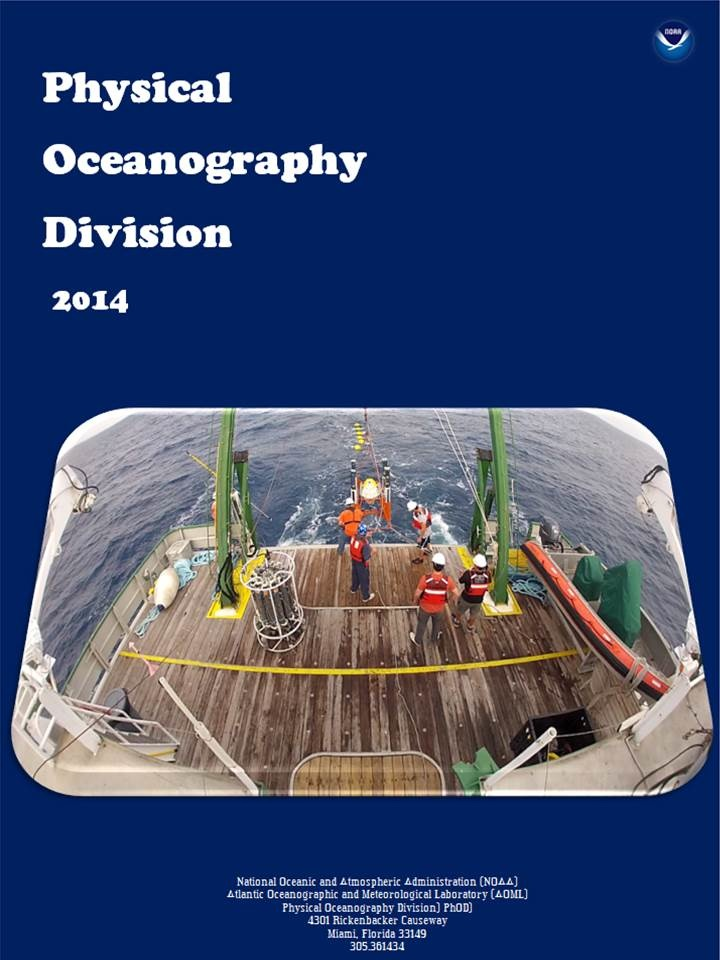 NOAA
Physical
Oceanography
Division
2014
National Oceanic and Atmospheric Administration (NOAA)
Atlantic Oceanographic and Meteorological Laboratory (AOML)
Physical Oceanography Division) PhOD)
4301 Rickenbacker Causeway
Miami, Florida 33149
305.361434